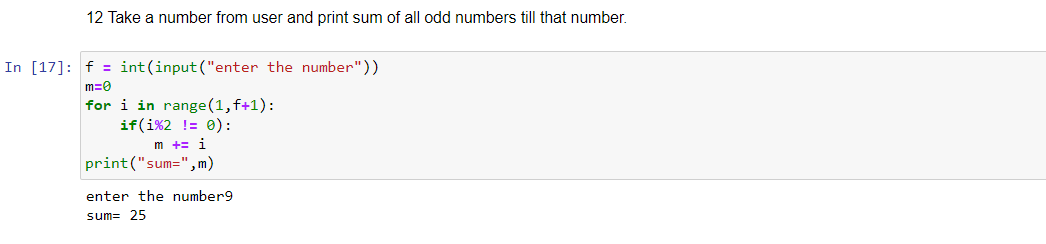 12 Take a number from user and print sum of all odd numbers till that number.
In [17]: f = int(input("enter the number"))
m=0
for i in range(1,f+1):
    if(i%2 != 0):
        m += i
print("sum=",m)
enter the number9
sum= 25